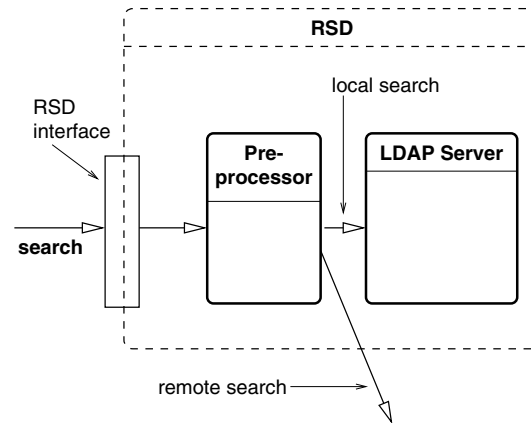 RSD
local search
RSD
interface
Pre-
processor
LDAP Server
search
remote search